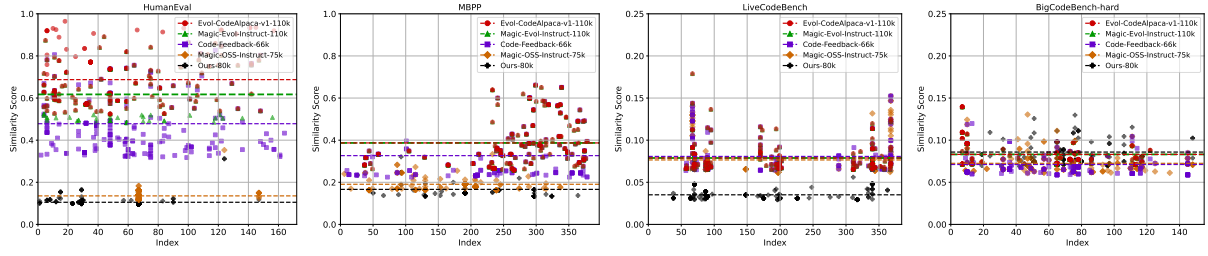 HumanEval
Evol-CodeAlpaca-v1-110k
Magic-Evol-Instruct-110k
Code-Feedback-66k
Magic-OSS-Instruct-75k
Ours-80k
Similarity Score
1.0
0.8
0.6
0.4
0.2
0.0
0 20 40 60 80 100 120 140 160
Index
MBPP
Evol-CodeAlpaca-v1-110k
Magic-Evol-Instruct-110k
Code-Feedback-66k
Magic-OSS-Instruct-75k
Ours-80k
Similarity Score
1.0
0.8
0.6
0.4
0.2
0.0
0 50 100 150 200 250 300 350
Index
LiveCodeBench
Evol-CodeAlpaca-v1-110k
Magic-Evol-Instruct-110k
Code-Feedback-66k
Magic-OSS-Instruct-75k
Ours-80k
Similarity Score
0.25
0.20
0.15
0.10
0.05
0.00
0 50 100 150 200 250 300 350
Index
BigCodeBench-hard
Evol-CodeAlpaca-v1-110k
Magic-Evol-Instruct-110k
Code-Feedback-66k
Magic-OSS-Instruct-75k
Ours-80k
Similarity Score
0.25
0.20
0.15
0.10
0.05
0.00
0 20 40 60 80 100 120 140
Index